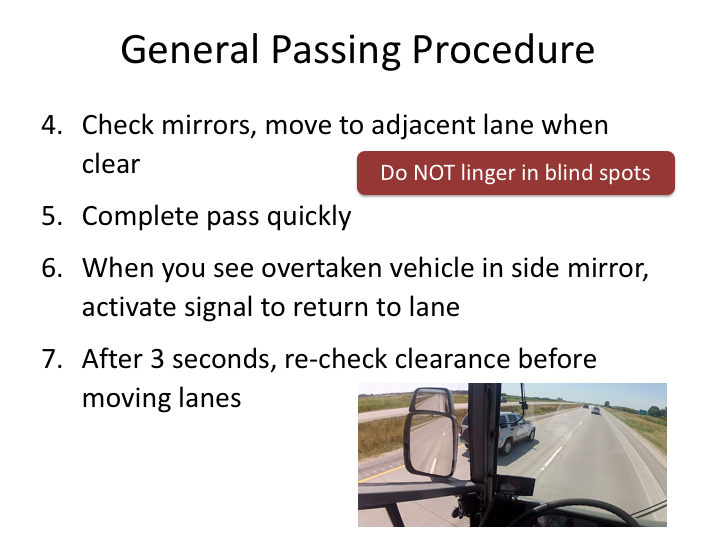 General Passing Procedure
4. Check mirrors, move to adjacent lane when
clear
Do NOT linger in blind spots
5. Complete pass quickly
6. When you see overtaken vehicle in side mirror,
activate signal to return to lane
7. After 3 seconds, re-check clearance before
moving lanes